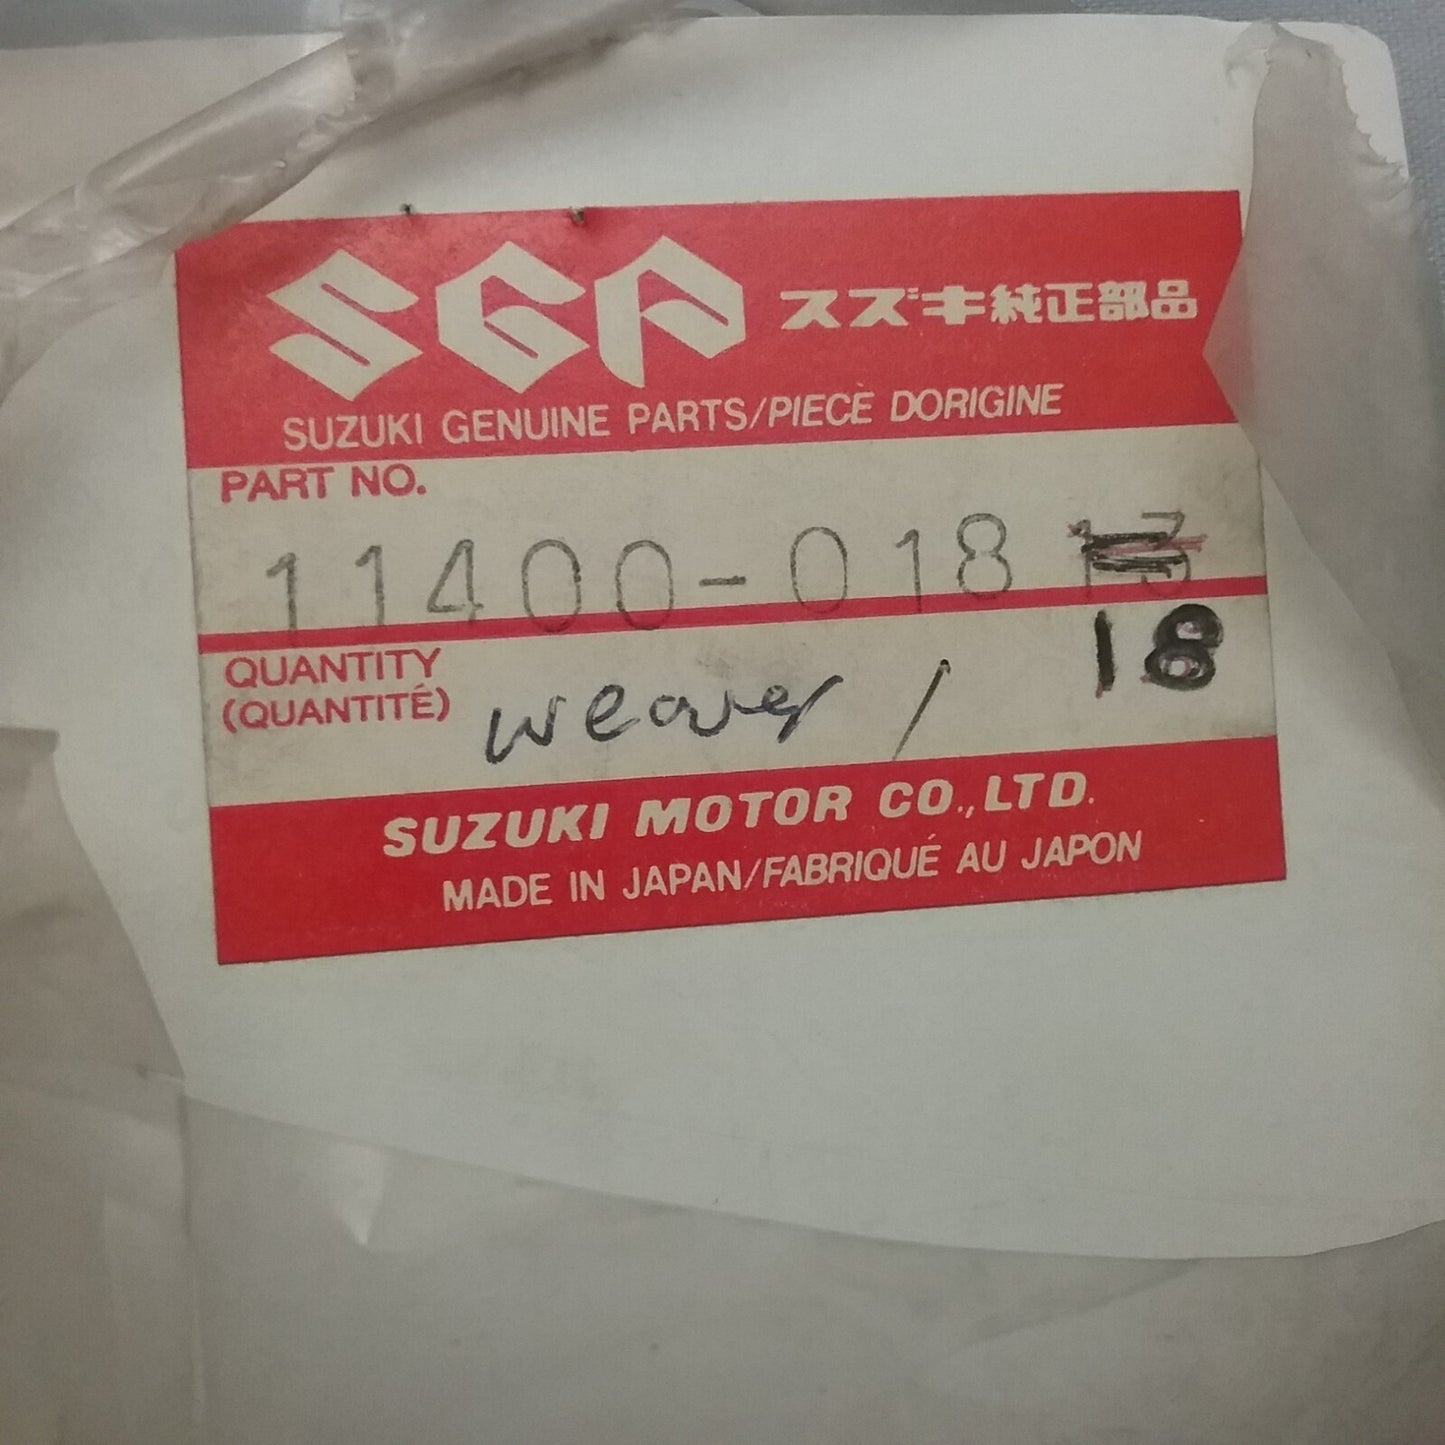 SGP スズキ純正部品
SUZUKI GENUINE PARTS/PIECÈ DORIGINE
PART NO.
11400-018
18
QUANTITY
(QUANTITÉ)
weaver /
SUZUKI MOTOR CO.,LTD.
MADE IN JAPAN/FABRIQUÉ AU JAPON